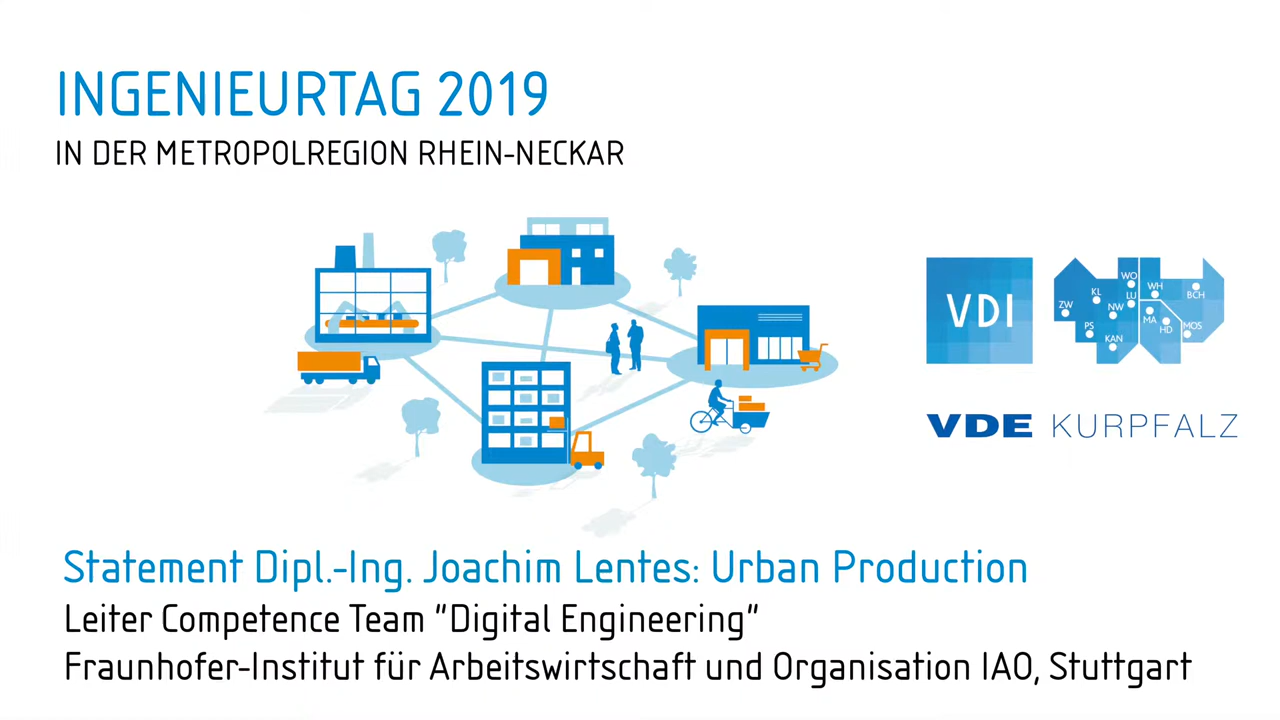 INGENIEURTAG 2019
IN DER METROPOLREGION RHEIN-NECKAR
VDI
ZW
KL
WO
LU
NW
PS
KAN
WH
BCH
MA
HD
MOS
VDE KURPFALZ
Statement Dipl.-Ing. Joachim Lentes: Urban Production
Leiter Competence Team "Digital Engineering"
Fraunhofer-Institut für Arbeitswirtschaft und Organisation IAO, Stuttgart